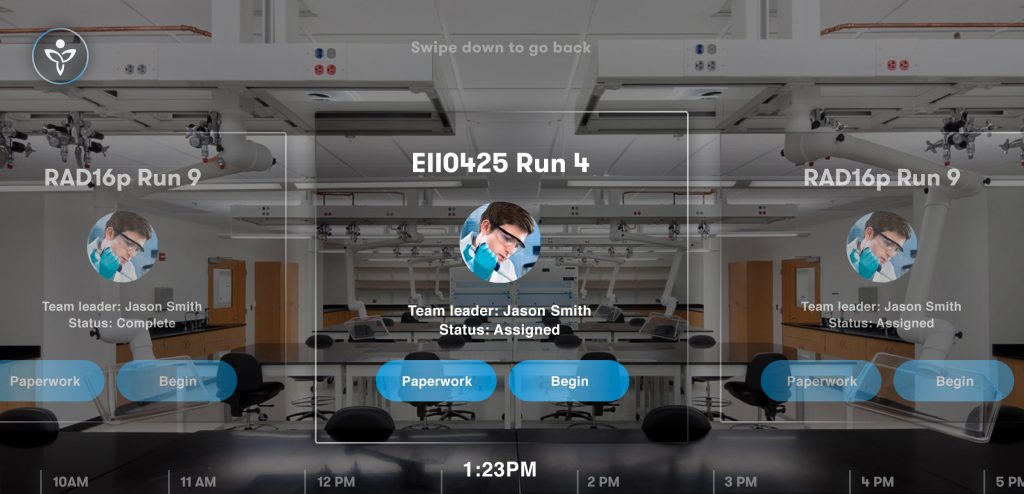 Swipe down to go back
RAD16p Run 9
Team leader: Jason Smith
Status: Complete
Paperwork
Begin
Ell0425 Run 4
Team leader: Jason Smith
Status: Assigned
Paperwork
Begin
RAD16p Run 9
Team leader: Jason Smith
Status: Assigned
Paperwork
Begin
1:23PM
10AM
11 AM
12 PM
2 PM
3 PM
4 PM
5 PM